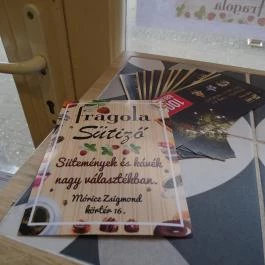 fragola
fragola
Sütiző
Sütemények és kávék
nagy választékban.
Móricz Zsigmond
körtér 16.